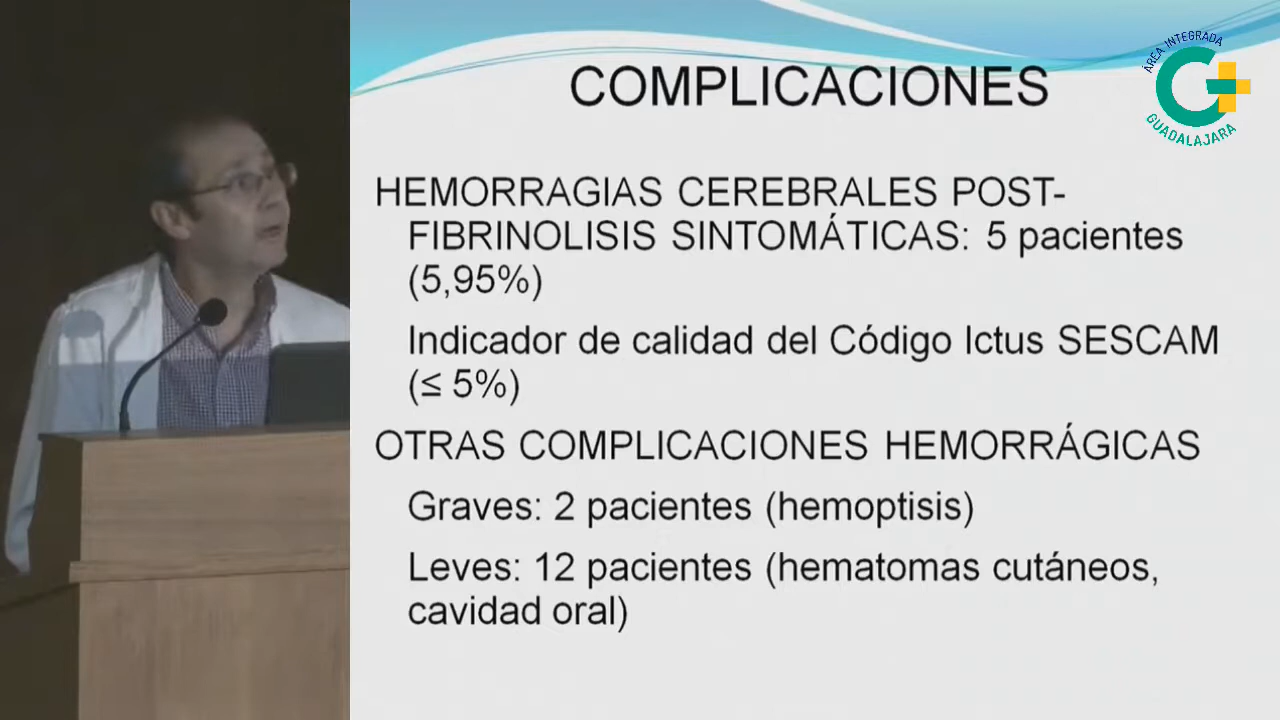 COMPLICACIONES
ÁREA INTEGRADA
GUADALAJARA
HEMORRAGIAS CEREBRALES POST-
FIBRINOLISIS SINTOMÁTICAS: 5 pacientes
(5,95%)
Indicador de calidad del Código Ictus SESCAM
(≤ 5%)
OTRAS COMPLICACIONES HEMORRÁGICAS
Graves: 2 pacientes (hemoptisis)
Leves: 12 pacientes (hematomas cutáneos,
cavidad oral)